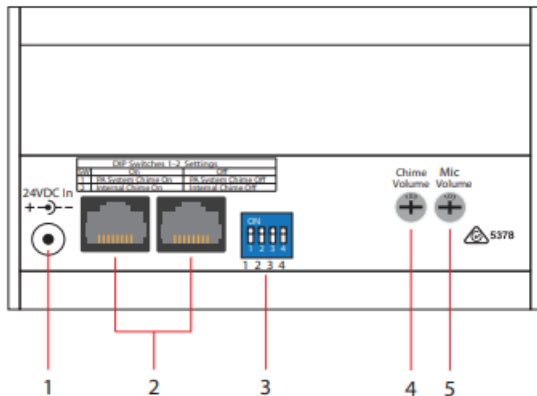 DIP Switches 1-2 Settings
SW On Off
1 PA System Chime On PA System Chime Off
2 Internal Chime On Internal Chime Off
24VDC In
+ -
Chime Volume
Mic Volume
ON
1 2 3 4
1 2 3 4
5378
1 2 3 4 5